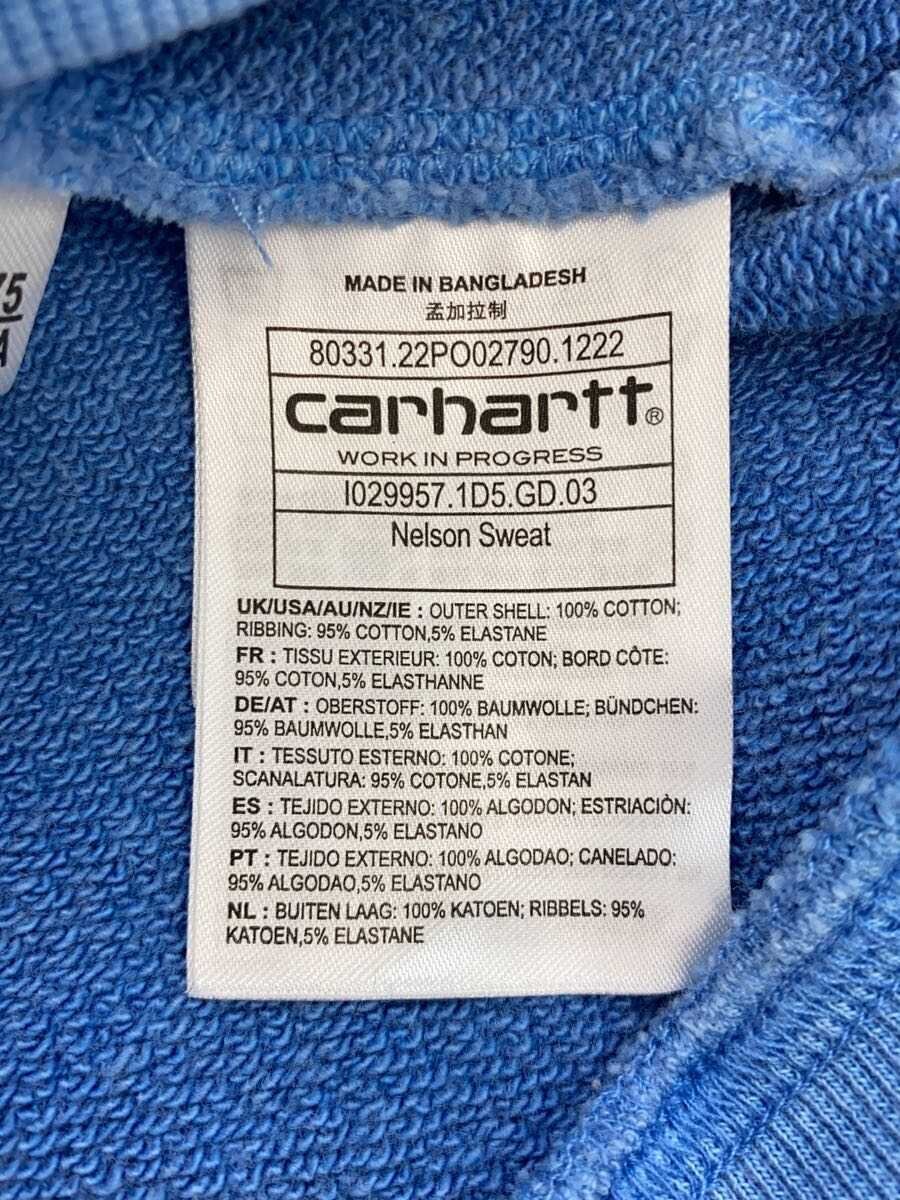 5
A
MADE IN BANGLADESH
孟加拉制
80331.22PO02790.1222
carhartt®
WORK IN PROGRESS
I029957.1D5.GD.03
Nelson Sweat
UK/USA/AU/NZ/IE : OUTER SHELL: 100% COTTON;
RIBBING: 95% COTTON,5% ELASTANE
FR : TISSU EXTERIEUR: 100% COTON; BORD CÔTE:
95% COTON,5% ELASTHANNE
DE/AT : OBERSTOFF: 100% BAUMWOLLE; BÜNDCHEN:
95% BAUMWOLLE,5% ELASTHAN
IT : TESSUTO ESTERNO: 100% COTONE;
SCANALATURA: 95% COTONE,5% ELASTAN
ES : TEJIDO EXTERNO: 100% ALGODON; ESTRIACIÒN:
95% ALGODON,5% ELASTANO
PT : TEJIDO EXTERNO: 100% ALGODAO; CANELADO:
95% ALGODAO,5% ELASTANO
NL : BUITEN LAAG: 100% KATOEN; RIBBELS: 95%
KATOEN,5% ELASTANE